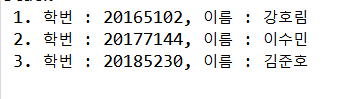 1. 학번 : 20165102, 이름 : 강호림
2. 학번 : 20177144, 이름 : 이수민
3. 학번 : 20185230, 이름 : 김준호